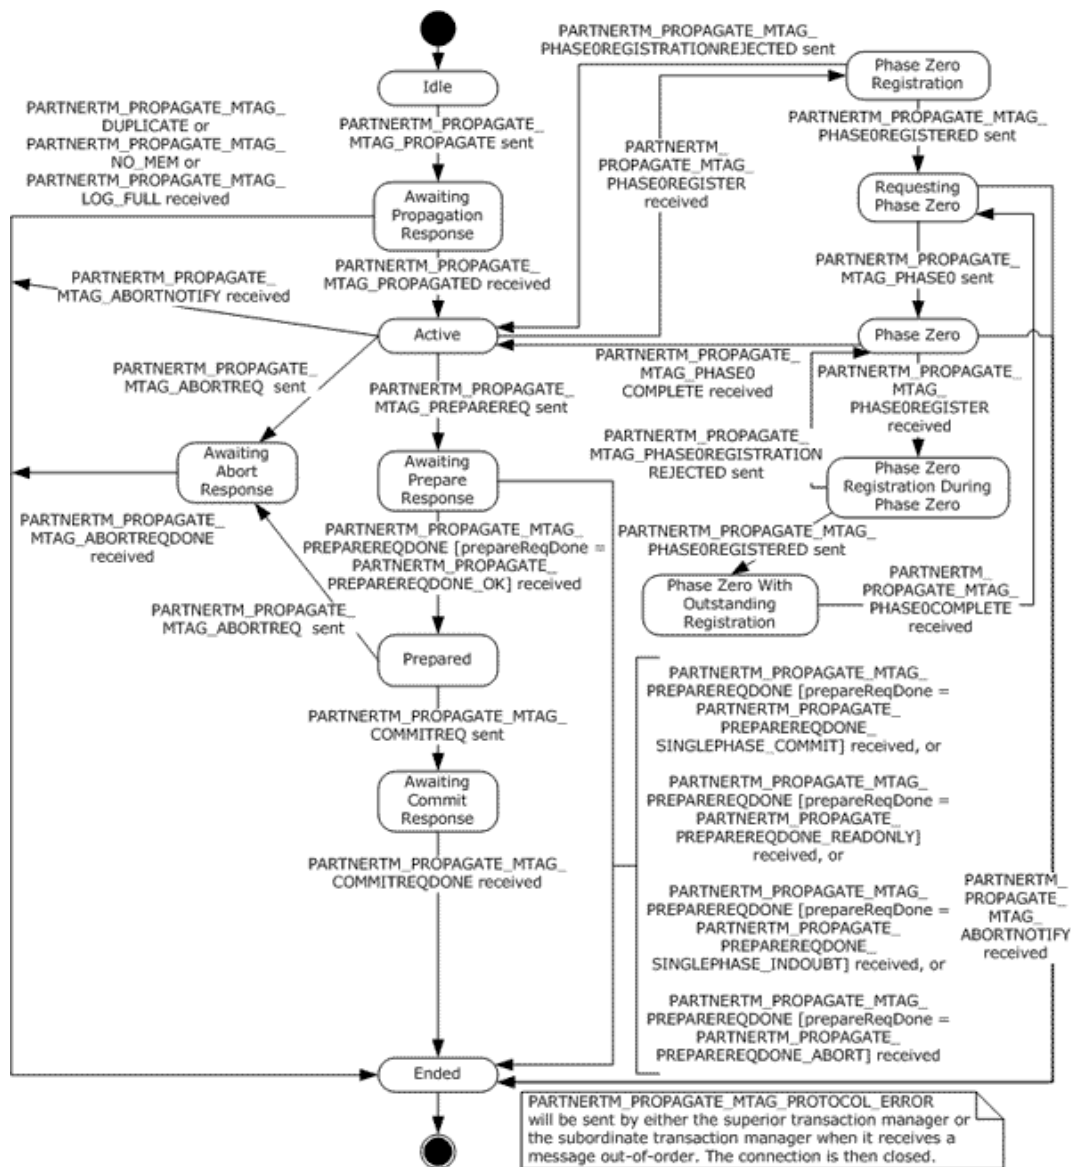 PARTNERTM_PROPAGATE_MTAG_
PHASE0REGISTRATIONREJECTED sent
Phase Zero
Registration
Idle
PARTNERTM_PROPAGATE_MTAG_
DUPLICATE or
PARTNERTM_PROPAGATE_MTAG_
NO_MEM or
PARTNERTM_PROPAGATE_MTAG_
LOG_FULL received
PARTNERTM_PROPAGATE_
MTAG_PROPAGATE sent
PARTNERTM_
PROPAGATE_MTAG_
PHASE0REGISTER
received
PARTNERTM_PROPAGATE_MTAG_
PHASE0REGISTERED sent
Awaiting
Propagation
Response
Requesting
Phase Zero
PARTNERTM_PROPAGATE_
MTAG_ABORTNOTIFY received
PARTNERTM_PROPAGATE_
MTAG_PROPAGATED received
PARTNERTM_PROPAGATE_
MTAG_PHASE0 sent
Active
Phase Zero
PARTNERTM_PROPAGATE_
MTAG_ABORTREQ sent
PARTNERTM_PROPAGATE_
MTAG_PREPAREREQ sent
PARTNERTM_PROPAGATE_
MTAG_PHASE0
COMPLETE received
PARTNERTM_PROPAGATE_
MTAG_
PHASE0REGISTER
received
Awaiting
Abort
Response
Awaiting
Prepare
Response
PARTNERTM_PROPAGATE_
MTAG_PHASE0REGISTRATION
REJECTED sent
Phase Zero
Registration During
Phase Zero
PARTNERTM_PROPAGATE_
MTAG_ABORTREQDONE
received
PARTNERTM_PROPAGATE_MTAG_
PREPAREREQDONE [prepareReqDone =
PARTNERTM_PROPAGATE_
PREPAREREQDONE_OK] received
PARTNERTM_PROPAGATE_MTAG_
PHASE0REGISTERED sent
PARTNERTM_
PROPAGATE_MTAG_
PHASE0COMPLETE
received
Phase Zero With
Outstanding
Registration
PARTNERTM_PROPAGATE_
MTAG_ABORTREQ sent
Prepared
PARTNERTM_PROPAGATE_MTAG_
COMMITREQ sent
PARTNERTM_PROPAGATE_MTAG_
PREPAREREQDONE [prepareReqDone =
PARTNERTM_PROPAGATE_
PREPAREREQDONE_
SINGLEPHASE_COMMIT] received, or
Awaiting
Commit
Response
PARTNERTM_PROPAGATE_MTAG_
PREPAREREQDONE [prepareReqDone =
PARTNERTM_PROPAGATE_
PREPAREREQDONE_READONLY]
received, or
PARTNERTM_PROPAGATE_MTAG_
COMMITREQDONE received
PARTNERTM_PROPAGATE_MTAG_
PREPAREREQDONE [prepareReqDone =
PARTNERTM_PROPAGATE_
PREPAREREQDONE_
SINGLEPHASE_INDOUBT] received, or
PARTNERTM_
PROPAGATE_
MTAG_
ABORTNOTIFY
received
PARTNERTM_PROPAGATE_MTAG_
PREPAREREQDONE [prepareReqDone =
PARTNERTM_PROPAGATE_
PREPAREREQDONE_ABORT] received
Ended
PARTNERTM_PROPAGATE_MTAG_PROTOCOL_ERROR
will be sent by either the superior transaction manager or
the subordinate transaction manager when it receives a
message out-of-order. The connection is then closed.